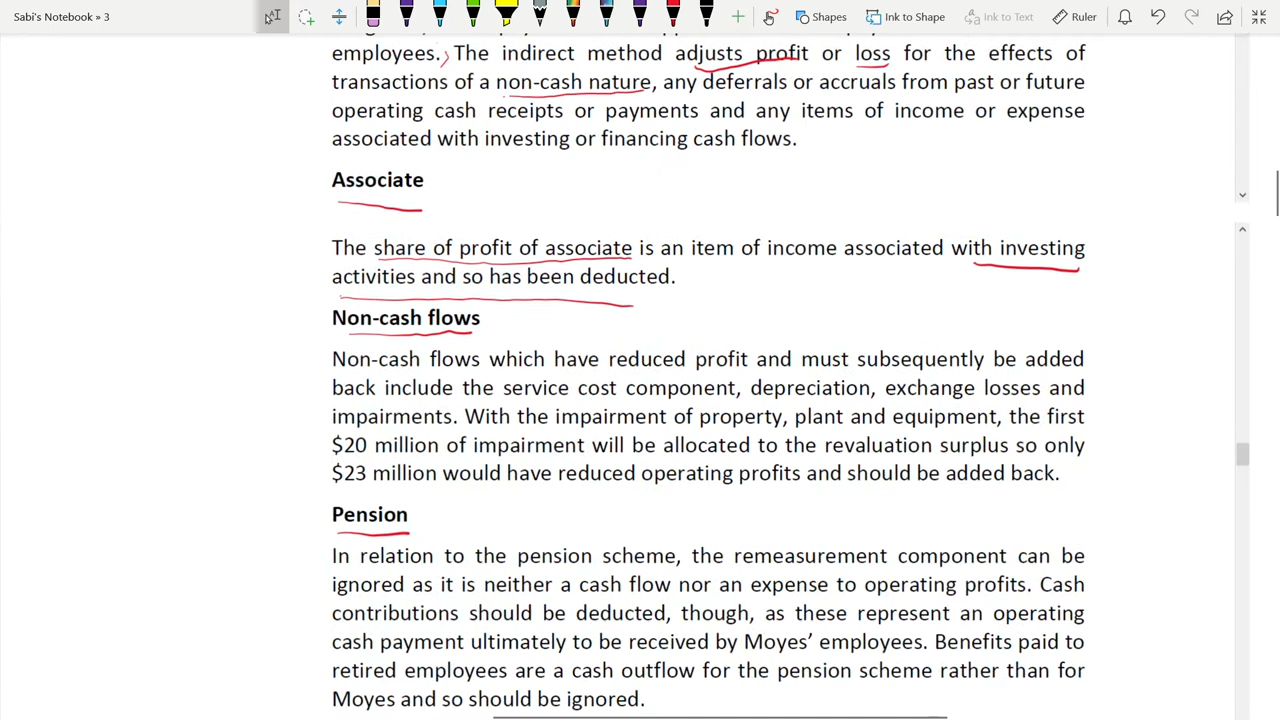 Sabi's Notebook » 3
Shapes
Ink to Shape
Ink to Text
Ruler
employees. The indirect method adjusts profit or loss for the effects of
transactions of a non-cash nature, any deferrals or accruals from past or future
operating cash receipts or payments and any items of income or expense
associated with investing or financing cash flows.
Associate
The share of profit of associate is an item of income associated with investing
activities and so has been deducted.
Non-cash flows
Non-cash flows which have reduced profit and must subsequently be added
back include the service cost component, depreciation, exchange losses and
impairments. With the impairment of property, plant and equipment, the first
$20 million of impairment will be allocated to the revaluation surplus so only
$23 million would have reduced operating profits and should be added back.
Pension
In relation to the pension scheme, the remeasurement component can be
ignored as it is neither a cash flow nor an expense to operating profits. Cash
contributions should be deducted, though, as these represent an operating
cash payment ultimately to be received by Moyes' employees. Benefits paid to
retired employees are a cash outflow for the pension scheme rather than for
Moyes and so should be ignored.